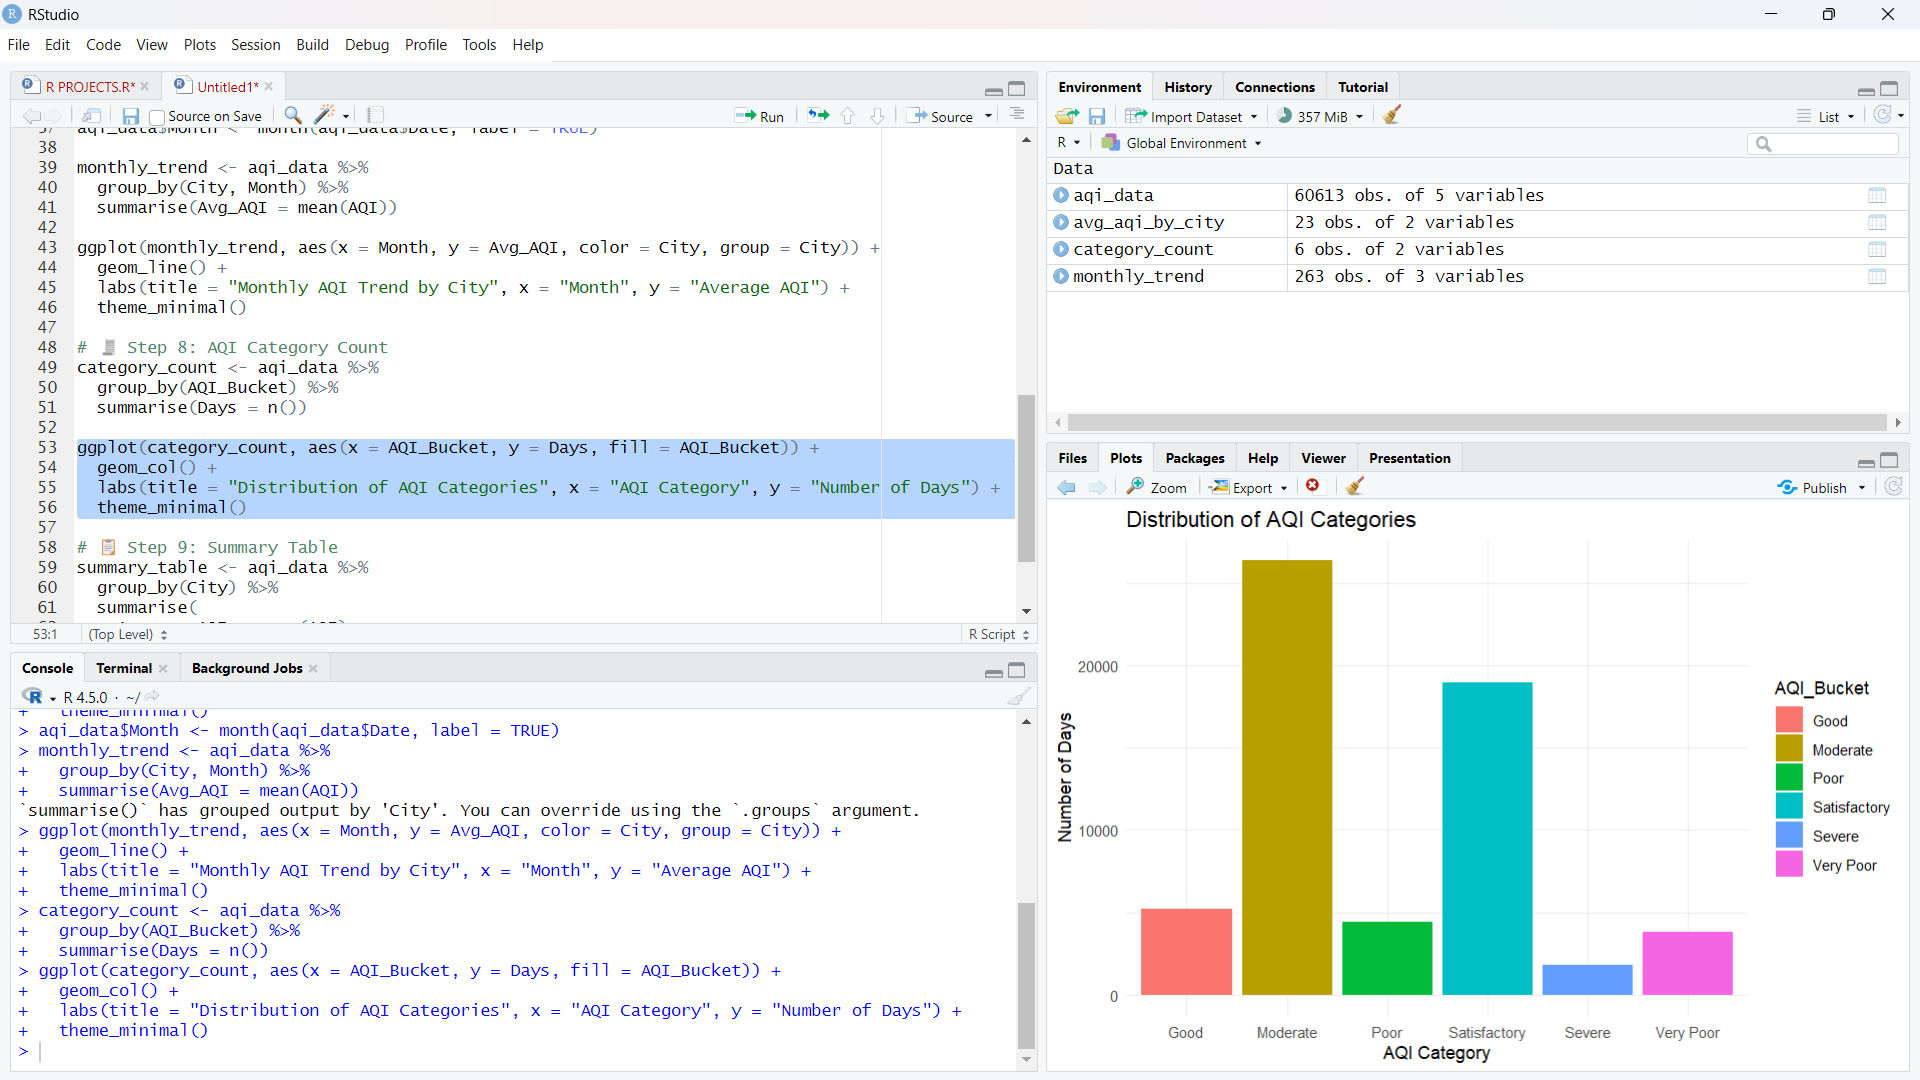 RStudio
File Edit Code View Plots Session Build Debug Profile Tools Help
R PROJECTS.R* Untitled1*
Source on Save Run Source
37 aqi_data$Month <- month(aqi_data$Date, label = TRUE)
38
39 monthly_trend <- aqi_data %>%
40 group_by(City, Month) %>%
41 summarise(Avg_AQI = mean(AQI))
42
43 ggplot(monthly_trend, aes(x = Month, y = Avg_AQI, color = City, group = City)) +
44 geom_line() +
45 labs(title = "Monthly AQI Trend by City", x = "Month", y = "Average AQI") +
46 theme_minimal()
47
48 # Step 8: AQI Category Count
49 category_count <- aqi_data %>%
50 group_by(AQI_Bucket) %>%
51 summarise(Days = n())
52
53 ggplot(category_count, aes(x = AQI_Bucket, y = Days, fill = AQI_Bucket)) +
54 geom_col() +
55 labs(title = "Distribution of AQI Categories", x = "AQI Category", y = "Number of Days") +
56 theme_minimal()
57
58 # Step 9: Summary Table
59 summary_table <- aqi_data %>%
60 group_by(City) %>%
61 summarise(
53:1 (Top Level) R Script
Console Terminal Background Jobs
R R 4.5.0 · ~/
+ theme_minimal()
> aqi_data$Month <- month(aqi_data$Date, label = TRUE)
> monthly_trend <- aqi_data %>%
+ group_by(City, Month) %>%
+ summarise(Avg_AQI = mean(AQI))
`summarise()` has grouped output by 'City'. You can override using the `.groups` argument.
> ggplot(monthly_trend, aes(x = Month, y = Avg_AQI, color = City, group = City)) +
+ geom_line() +
+ labs(title = "Monthly AQI Trend by City", x = "Month", y = "Average AQI") +
+ theme_minimal()
> category_count <- aqi_data %>%
+ group_by(AQI_Bucket) %>%
+ summarise(Days = n())
> ggplot(category_count, aes(x = AQI_Bucket, y = Days, fill = AQI_Bucket)) +
+ geom_col() +
+ labs(title = "Distribution of AQI Categories", x = "AQI Category", y = "Number of Days") +
+ theme_minimal()
>
Environment History Connections Tutorial
Import Dataset 357 MiB List
R Global Environment
Data
aqi_data 60613 obs. of 5 variables
avg_aqi_by_city 23 obs. of 2 variables
category_count 6 obs. of 2 variables
monthly_trend 263 obs. of 3 variables
Files Plots Packages Help Viewer Presentation
Zoom Export Publish
Distribution of AQI Categories
Number of Days
20000
10000
0
Good Moderate Poor Satisfactory Severe Very Poor
AQI Category
AQI_Bucket
Good
Moderate
Poor
Satisfactory
Severe
Very Poor